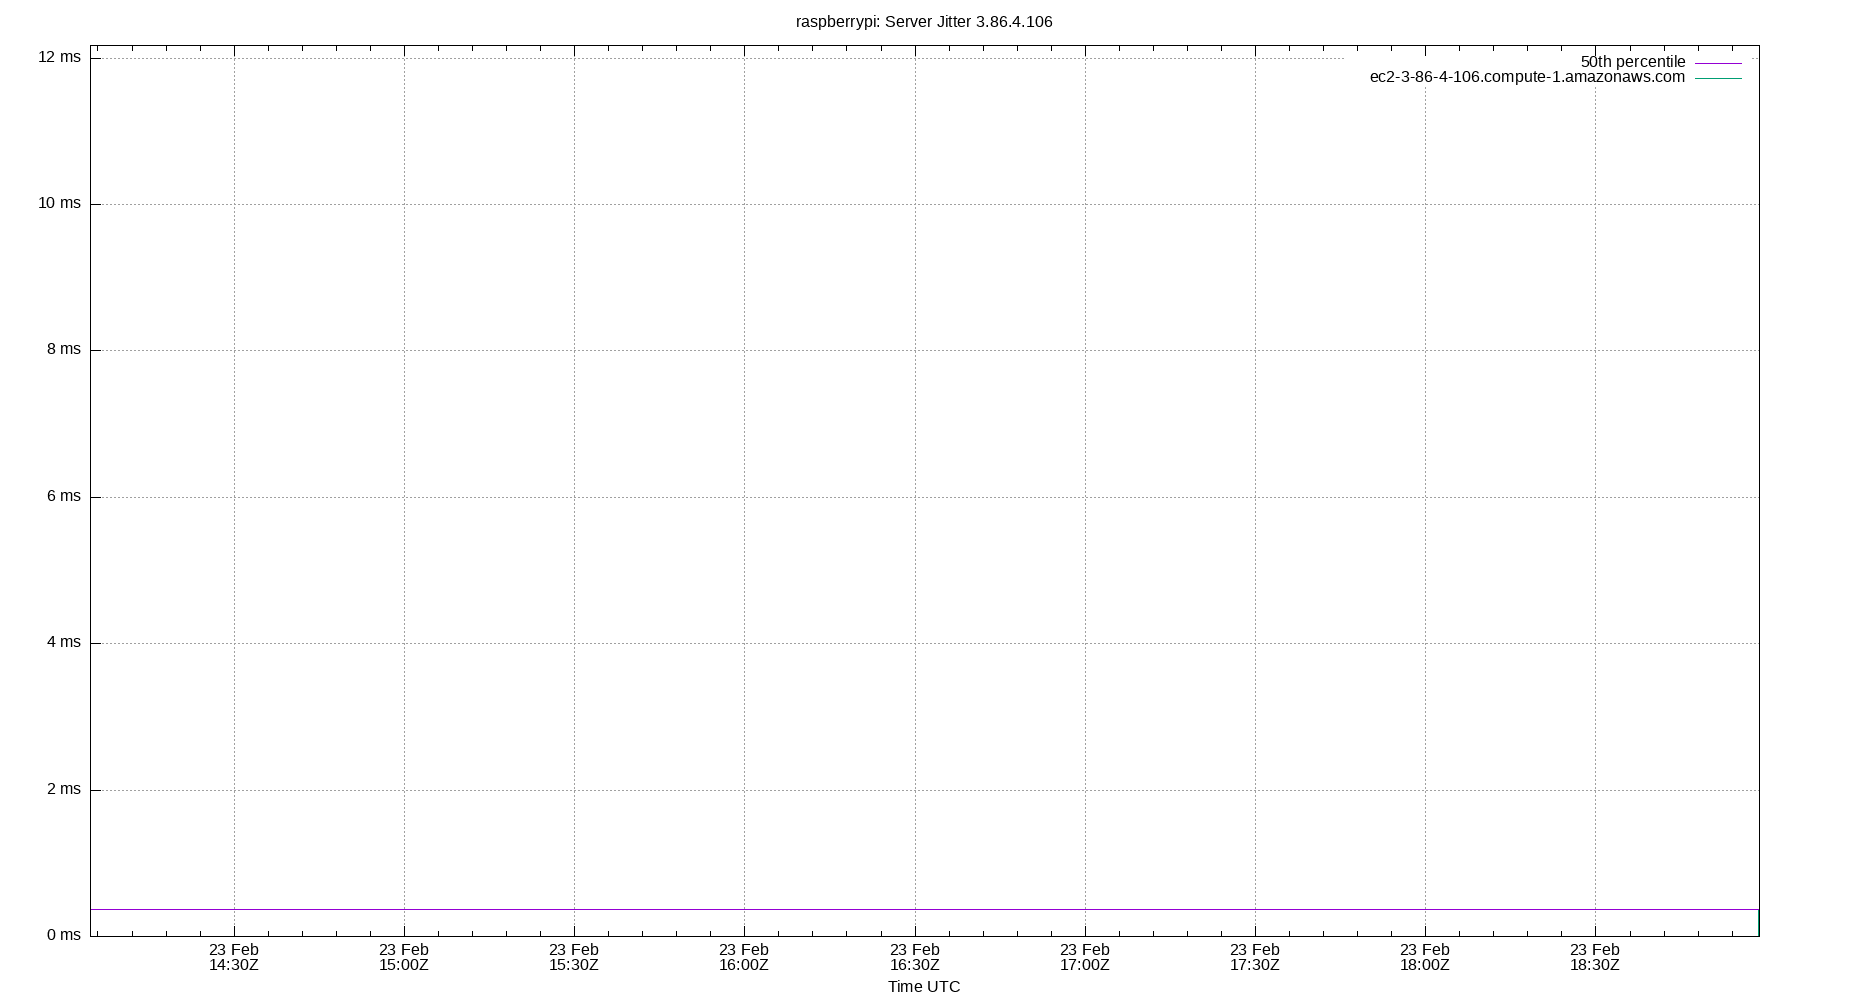 raspberrypi: Server Jitter 3.86.4.106
12 ms
50th percentile
ec2-3-86-4-106.compute-1.amazonaws.com
10 ms
8 ms
6 ms
4 ms
2 ms
0 ms
23 Feb 23 Feb 23 Feb 23 Feb 23 Feb 23 Feb 23 Feb 23 Feb 23 Feb
14:30Z 15:00Z 15:30Z 16:00Z 16:30Z 17:00Z 17:30Z 18:00Z 18:30Z
Time UTC